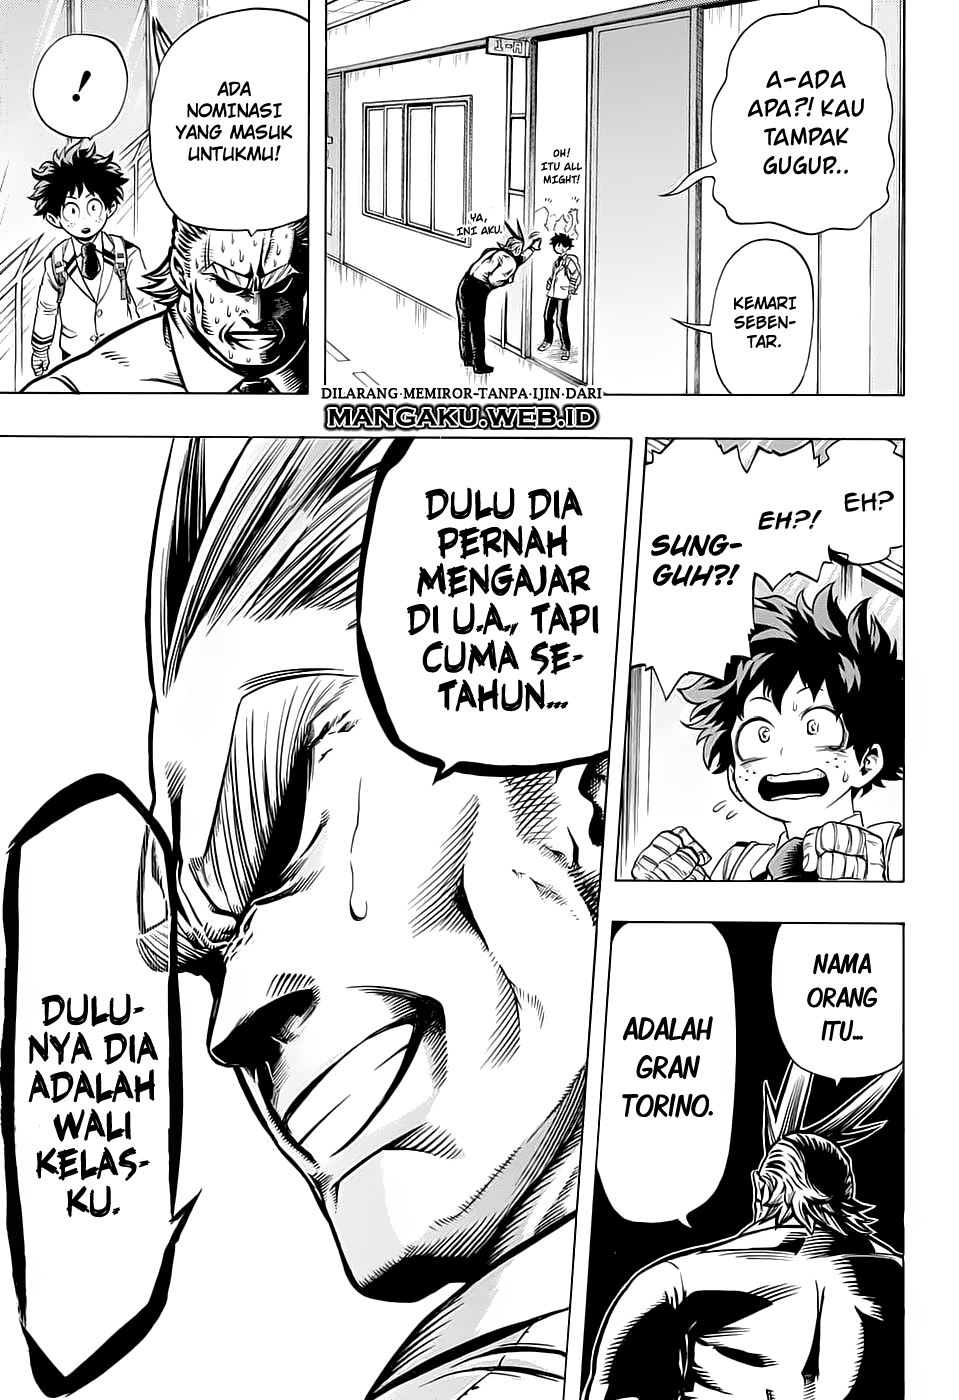 A-ADA
APA?! KAU
TAMPAK
GUGUP...
1-A
OH!
ITU ALL
MIGHT!
YA,
INI AKU.
KEMARI
SEBEN-
TAR.
ADA
NOMINASI
YANG MASUK
UNTUKMU!
!
DILARANG MEMIROR TANPA IJIN DARI
MANGAKU.WEB.ID
EH?
EH?!
SUNG-
GUH?!
NAMA
ORANG
ITU...
ADALAH
GRAN
TORINO.
DULU DIA
PERNAH
MENGAJAR
DI U.A., TAPI
CUMA SE-
TAHUN...
DULU-
NYA DIA
ADALAH
WALI
KELAS-
KU.